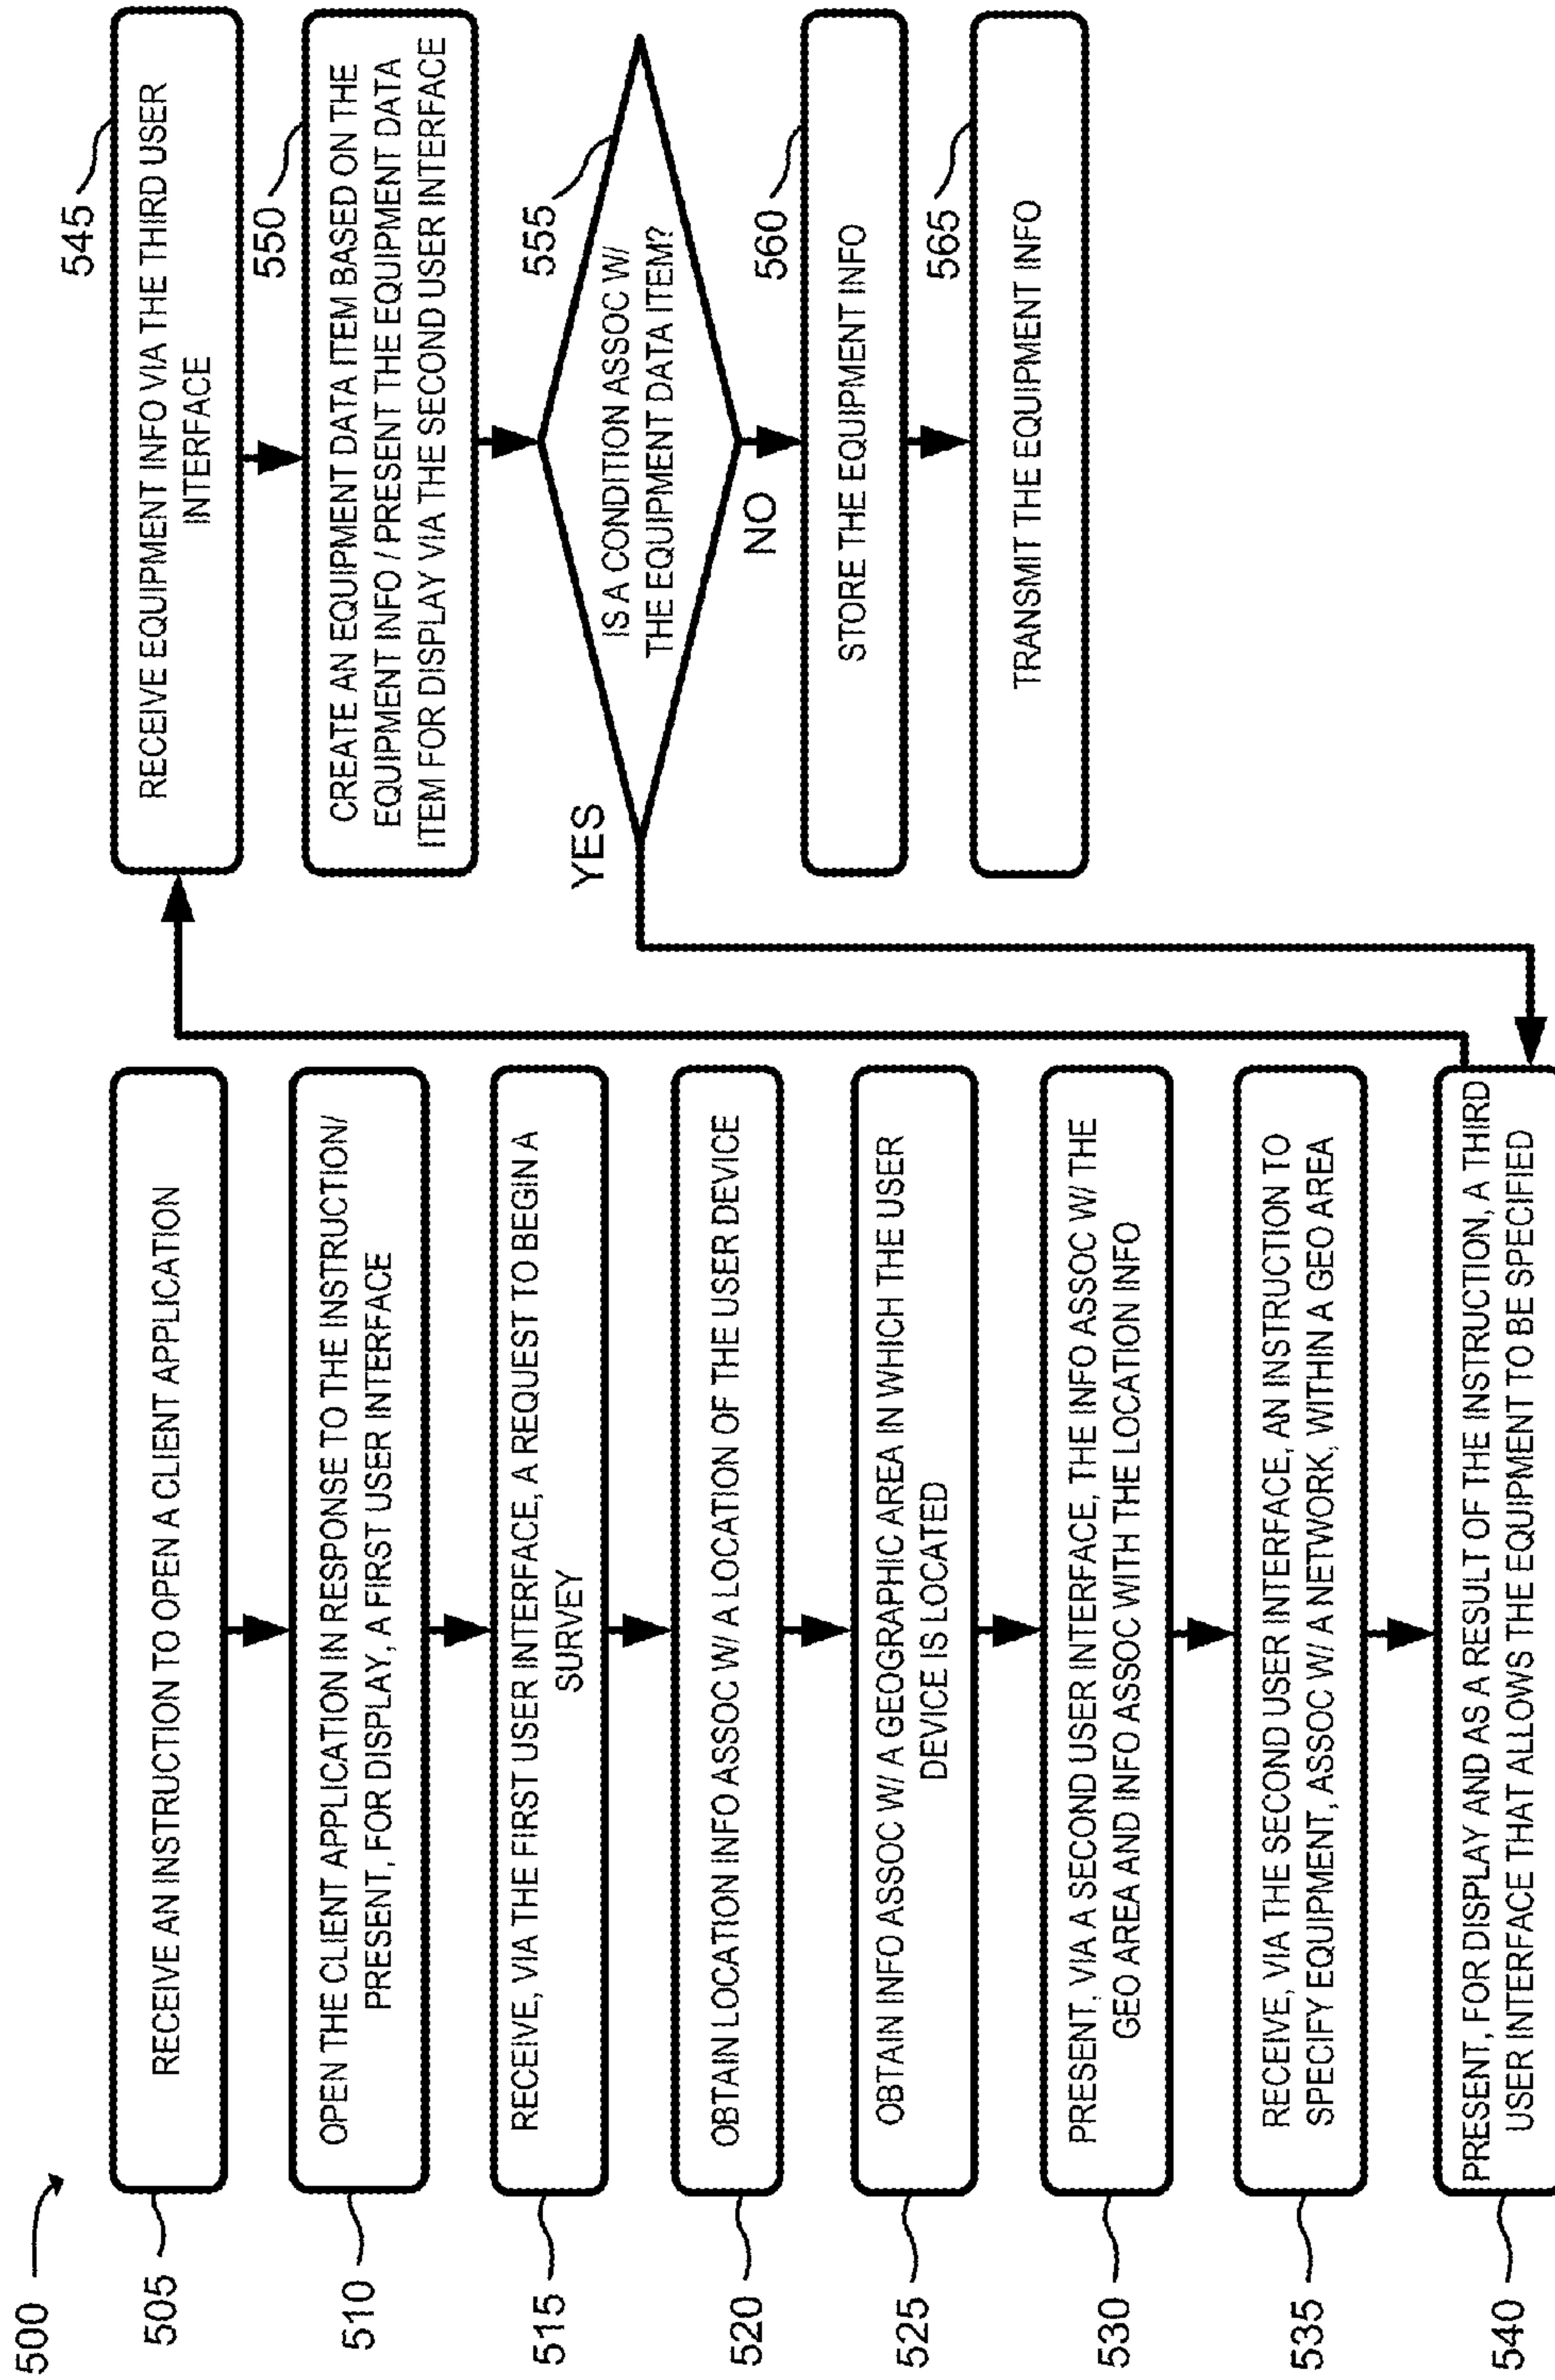 500
505
RECEIVE AN INSTRUCTION TO OPEN A CLIENT APPLICATION
510
OPEN THE CLIENT APPLICATION IN RESPONSE TO THE INSTRUCTION/
PRESENT, FOR DISPLAY, A FIRST USER INTERFACE
515
RECEIVE, VIA THE FIRST USER INTERFACE, A REQUEST TO BEGIN A
SURVEY
520
OBTAIN LOCATION INFO ASSOC W/ A LOCATION OF THE USER DEVICE
525
OBTAIN INFO ASSOC W/ A GEOGRAPHIC AREA IN WHICH THE USER
DEVICE IS LOCATED
530
PRESENT, VIA A SECOND USER INTERFACE, THE INFO ASSOC W/ THE
GEO AREA AND INFO ASSOC WITH THE LOCATION INFO
535
RECEIVE, VIA THE SECOND USER INTERFACE, AN INSTRUCTION TO
SPECIFY EQUIPMENT, ASSOC W/ A NETWORK, WITHIN A GEO AREA
540
PRESENT, FOR DISPLAY AND AS A RESULT OF THE INSTRUCTION, A THIRD
USER INTERFACE THAT ALLOWS THE EQUIPMENT TO BE SPECIFIED
545
RECEIVE EQUIPMENT INFO VIA THE THIRD USER
INTERFACE
550
CREATE AN EQUIPMENT DATA ITEM BASED ON THE
EQUIPMENT INFO / PRESENT THE EQUIPMENT DATA
ITEM FOR DISPLAY VIA THE SECOND USER INTERFACE
555
IS A CONDITION ASSOC W/
THE EQUIPMENT DATA ITEM?
YES
NO
560
STORE THE EQUIPMENT INFO
565
TRANSMIT THE EQUIPMENT INFO